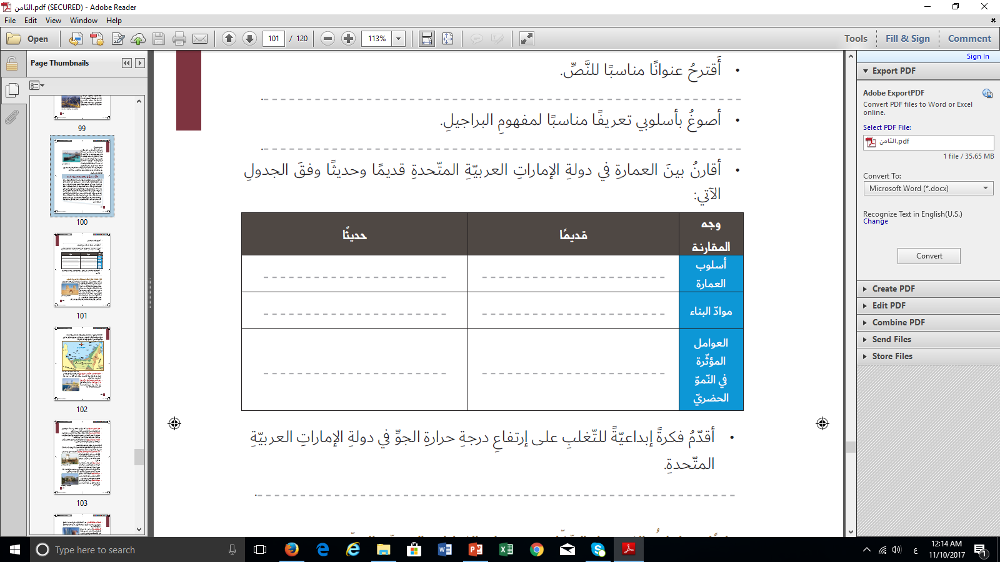 الثامن.pdf (SECURED) - Adobe Reader
File Edit View Window Help
Open 101 / 120 113% Tools Fill & Sign Comment
Page Thumbnails
99
100
101
102
103
أَقترحُ عنوانًا مناسبًا للنَّصِّ.
أصوغُ بأسلوبي تعريفًا مناسبًا لمفهومِ البراجيلِ.
أقارنُ بينَ العمارةِ في دولةِ الإماراتِ العربيّةِ المتّحدةِ قديمًا وحديثًا وفقَ الجدولِ
الآتي:
وجه
المقارنة
قديمًا
حديثًا
أسلوب
العمارة
موادّ البناء
العوامل
المؤثّرة
في النّموّ
الحضريّ
أقدّمُ فكرةً إبداعيّةً للتّغلبِ على إرتفاعِ درجةِ حرارةِ الجوِّ في دولةِ الإماراتِ العربيّةِ
المتّحدةِ.
Sign In
Export PDF
Adobe ExportPDF
Convert PDF files to Word or Excel
online.
Select PDF File:
الثامن.pdf
1 file / 35.65 MB
Convert To:
Microsoft Word (*.docx)
Recognize Text in English(U.S.)
Change
Convert
Create PDF
Edit PDF
Combine PDF
Send Files
Store Files
Type here to search
ع
12:14 AM
11/10/2017
1